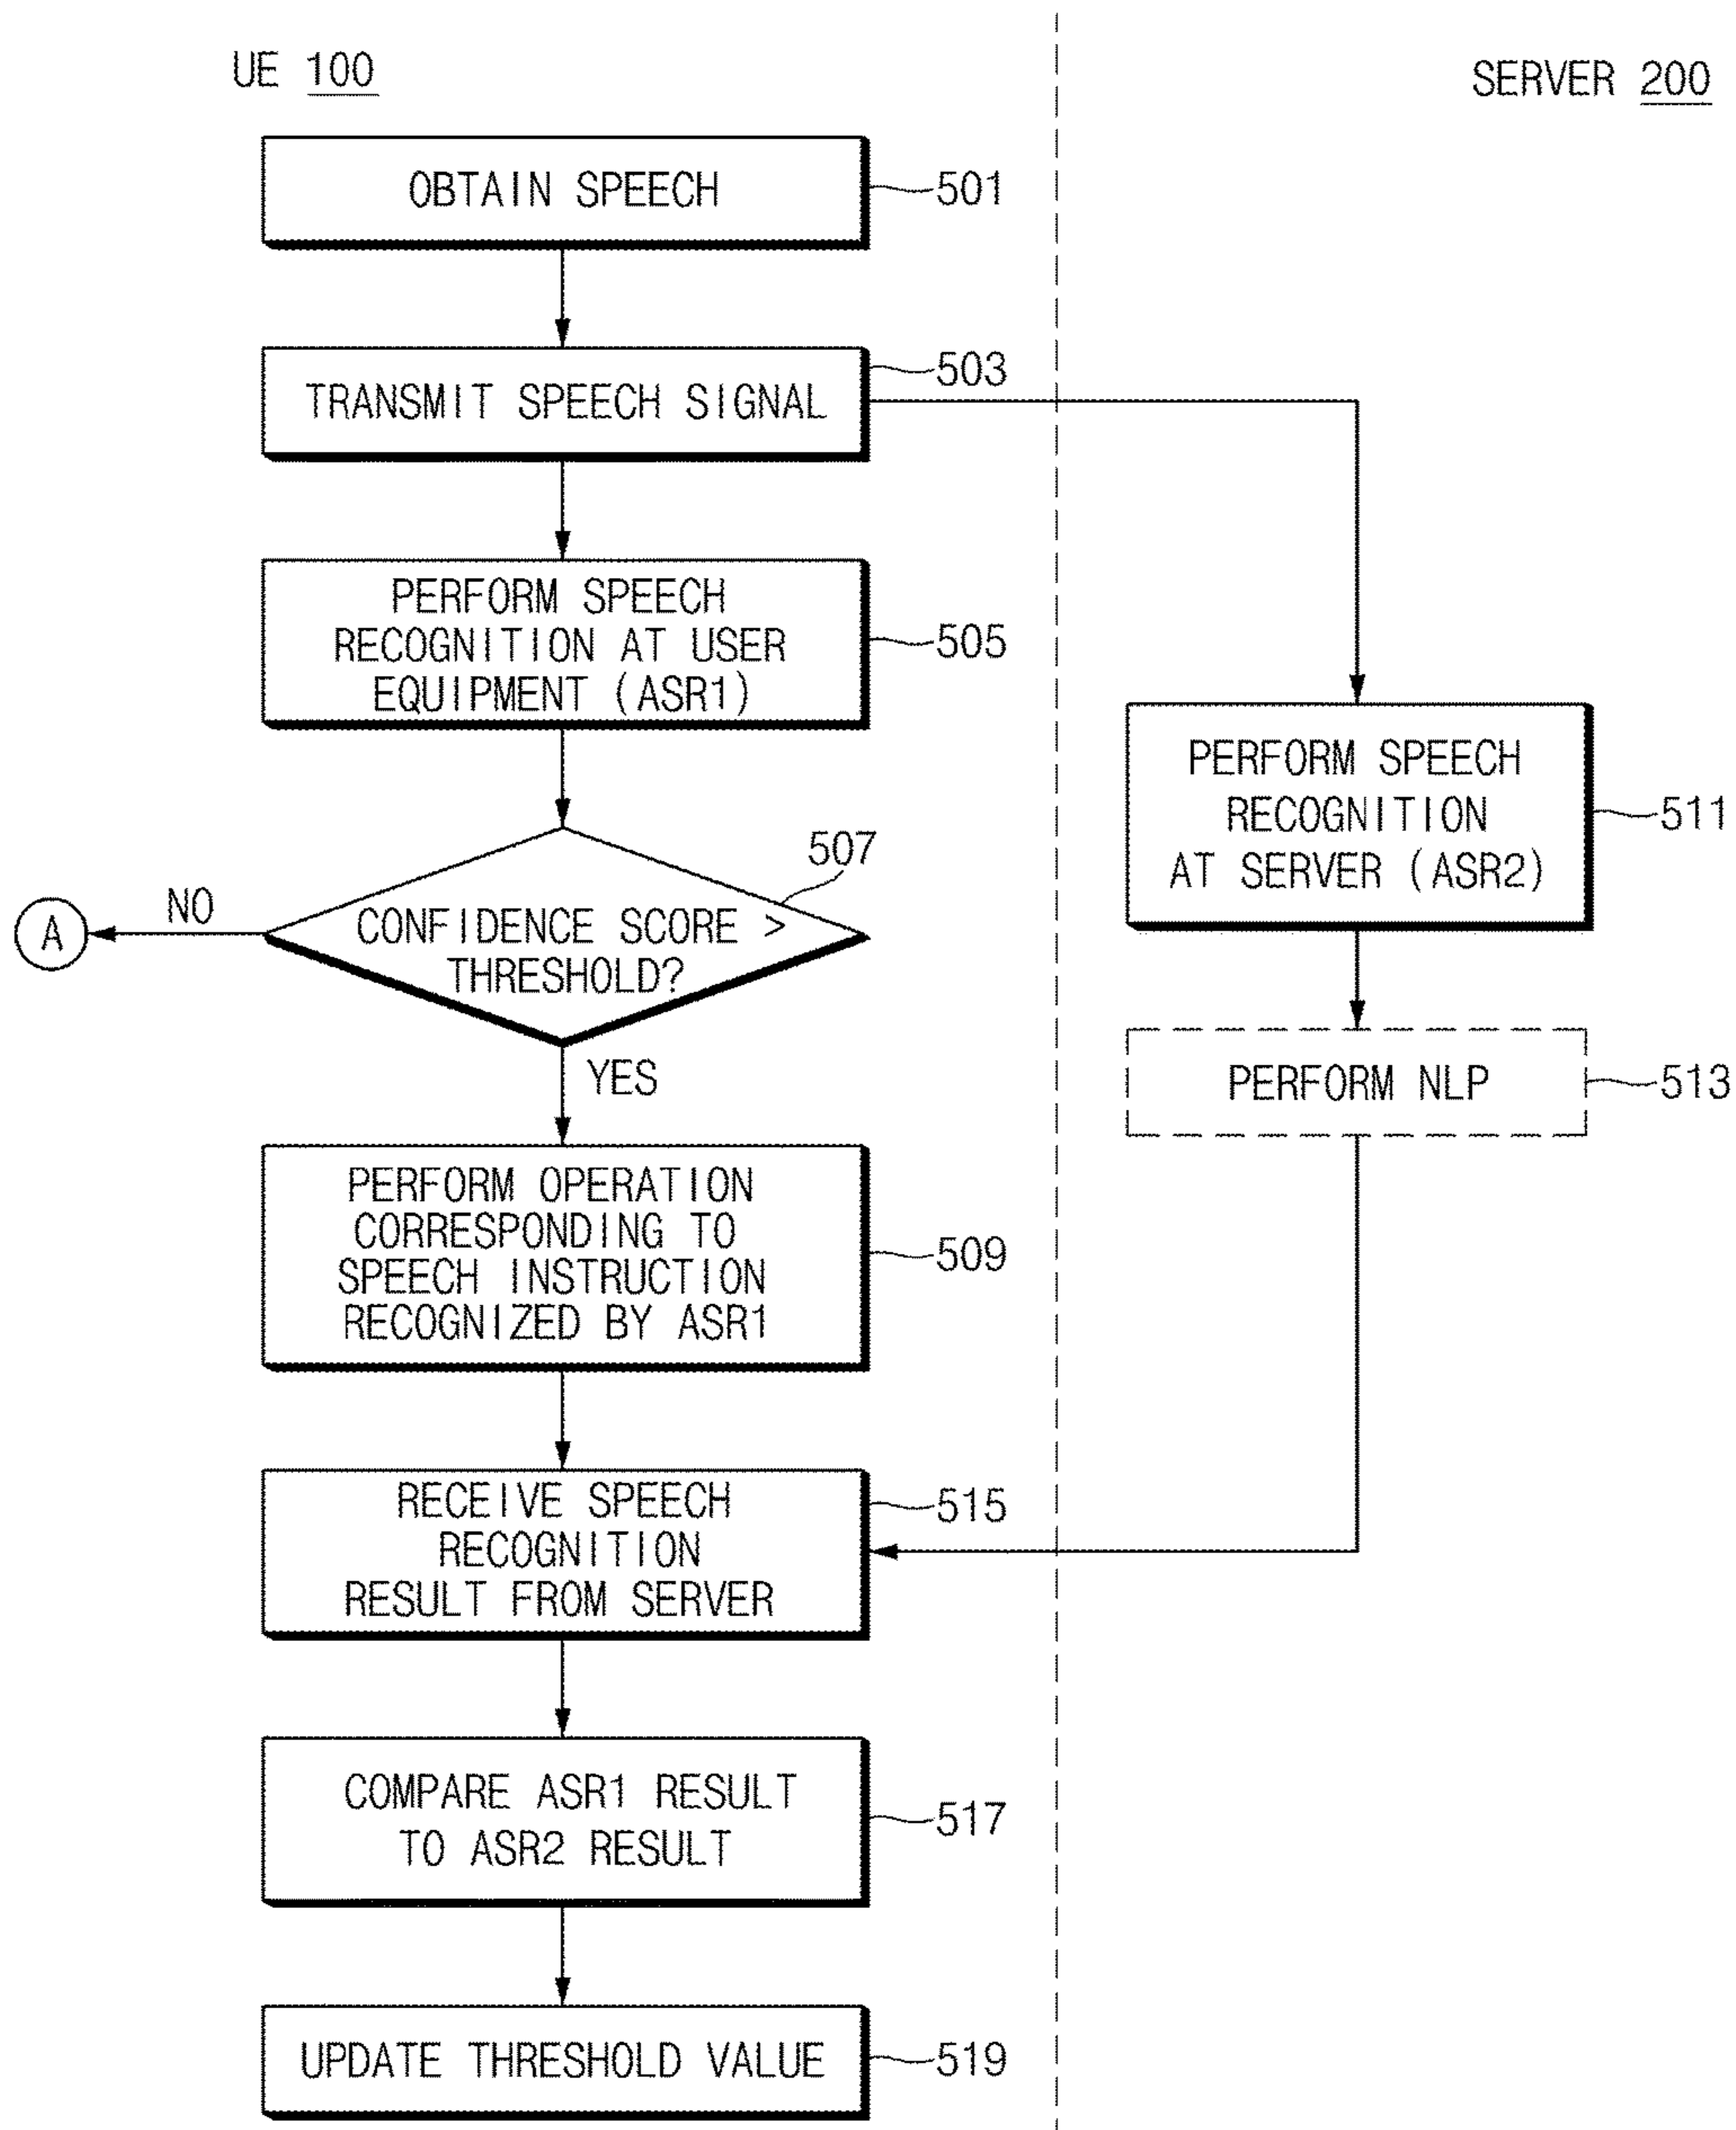 UE 100
SERVER 200
OBTAIN SPEECH
501
TRANSMIT SPEECH SIGNAL
503
PERFORM SPEECH
RECOGNITION AT USER
EQUIPMENT (ASR1)
505
PERFORM SPEECH
RECOGNITION
AT SERVER (ASR2)
511
507
CONFIDENCE SCORE >
THRESHOLD?
NO
A
YES
PERFORM NLP
513
PERFORM OPERATION
CORRESPONDING TO
SPEECH INSTRUCTION
RECOGNIZED BY ASR1
509
RECEIVE SPEECH
RECOGNITION
RESULT FROM SERVER
515
COMPARE ASR1 RESULT
TO ASR2 RESULT
517
UPDATE THRESHOLD VALUE
519